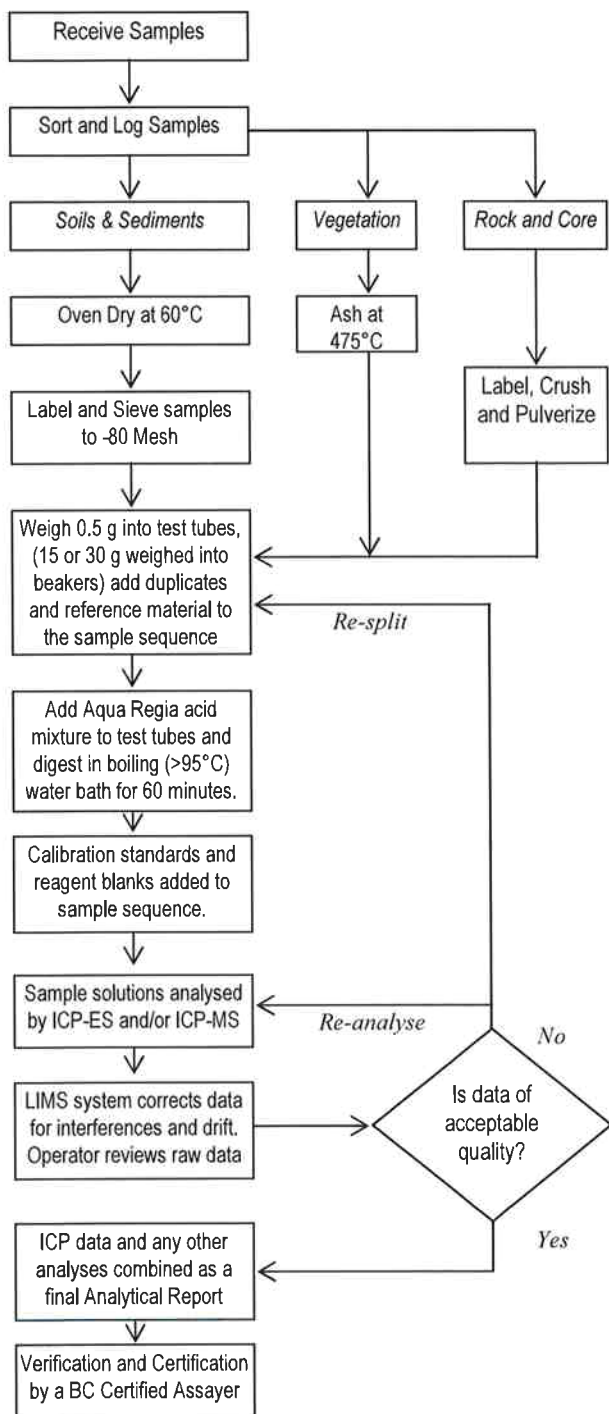 Receive Samples
Sort and Log Samples
Soils & Sediments
Vegetation
Rock and Core
Oven Dry at 60°C
Ash at
475°C
Label and Sieve samples
to -80 Mesh
Label, Crush
and Pulverize
Weigh 0.5 g into test tubes,
(15 or 30 g weighed into
beakers) add duplicates
and reference material to
the sample sequence
Re-split
Add Aqua Regia acid
mixture to test tubes and
digest in boiling (>95°C)
water bath for 60 minutes.
Calibration standards and
reagent blanks added to
sample sequence.
Sample solutions analysed
by ICP-ES and/or ICP-MS
Re-analyse
No
LIMS system corrects data
for interferences and drift.
Operator reviews raw data
Is data of
acceptable
quality?
Yes
ICP data and any other
analyses combined as a
final Analytical Report
Verification and Certification
by a BC Certified Assayer